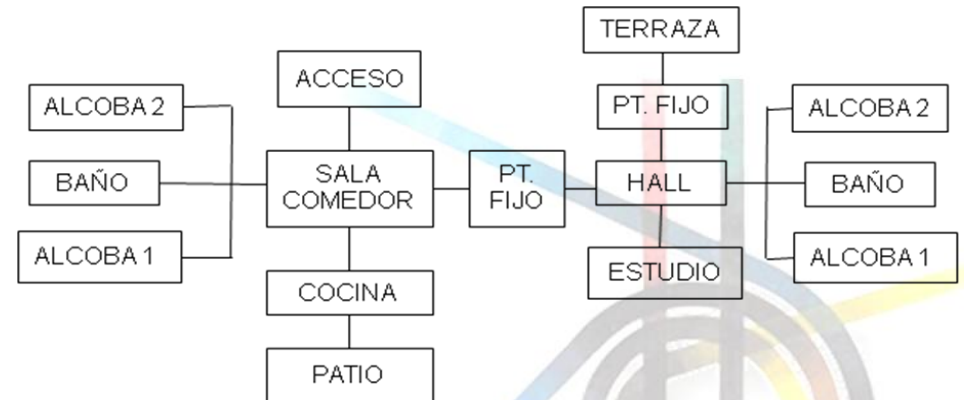 TERRAZA
ACCESO
ALCOBA 2
PT. FIJO
ALCOBA 2
BAÑO
SALA
COMEDOR
PT.
FIJO
HALL
BAÑO
ALCOBA 1
ESTUDIO
ALCOBA 1
COCINA
PATIO